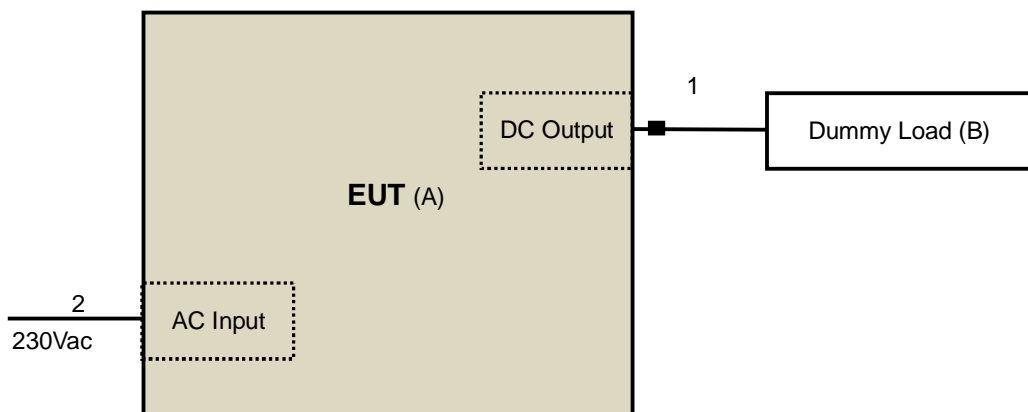 1
DC Output
Dummy Load (B)
EUT (A)
2
AC Input
230Vac